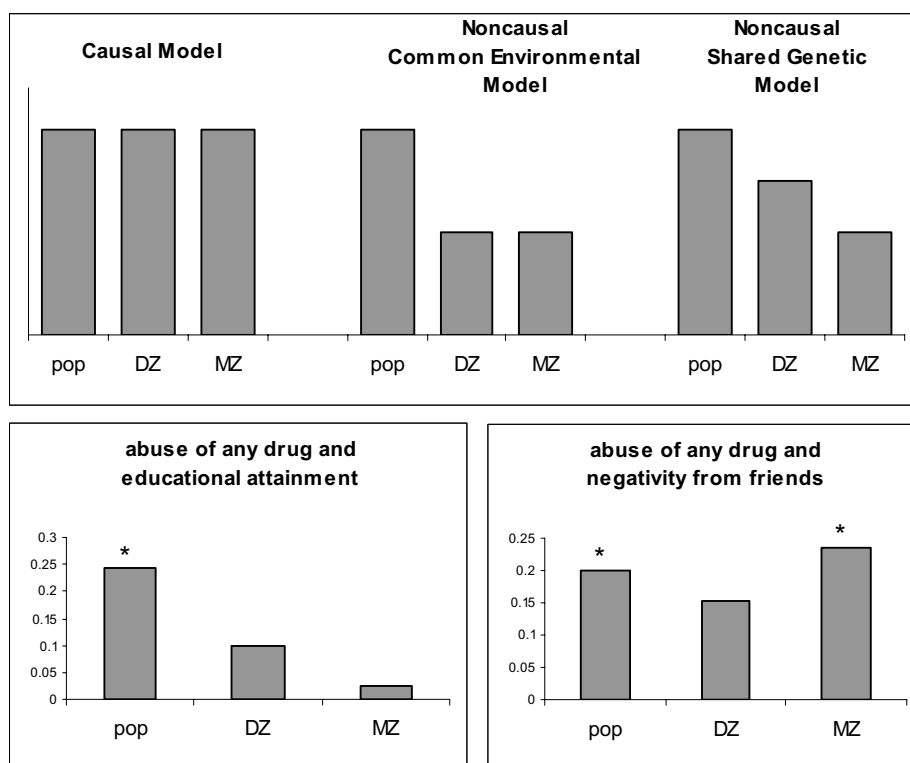 Causal Model
Noncausal
Common Environmental
Model
Noncausal
Shared Genetic
Model
pop DZ MZ pop DZ MZ pop DZ MZ
abuse of any drug and
educational attainment
0.3
0.25
0.2
0.15
0.1
0.05
0
*
pop DZ MZ
abuse of any drug and
negativity from friends
0.25
0.2
0.15
0.1
0.05
0
* *
pop DZ MZ